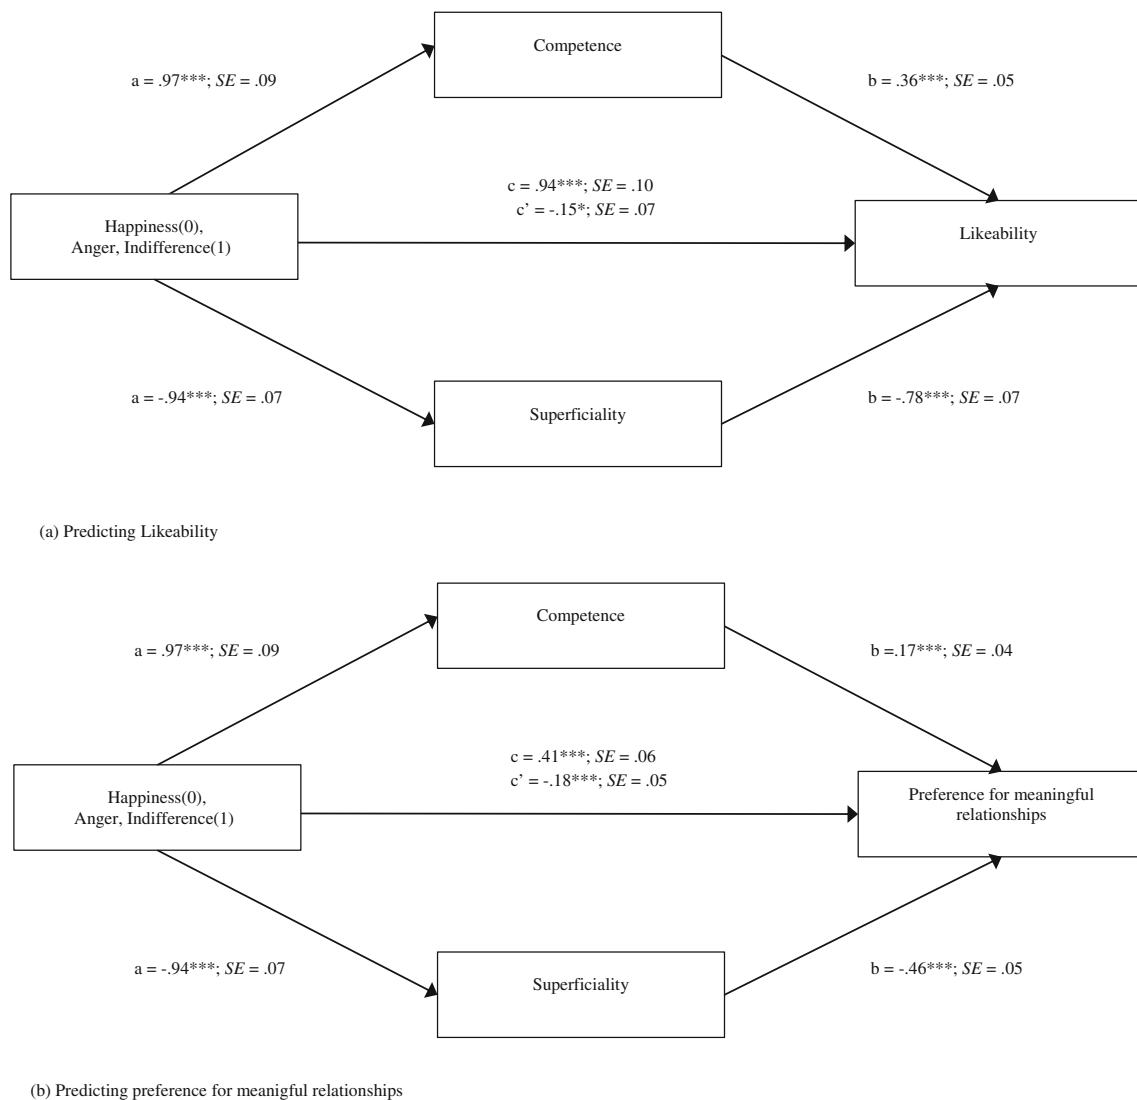 Competence
a = .97***; SE = .09
b = .36***; SE = .05
c = .94***; SE = .10
c’ = -.15*; SE = .07
Happiness(0),
Anger, Indifference(1)
Likeability
a = -.94***; SE = .07
b = -.78***; SE = .07
Superficiality
(a) Predicting Likeability
Competence
a = .97***; SE = .09
b =.17***; SE = .04
c = .41***; SE = .06
c’ = -.18***; SE = .05
Happiness(0),
Anger, Indifference(1)
Preference for meaningful
relationships
a = -.94***; SE = .07
b = -.46***; SE = .05
Superficiality
(b) Predicting preference for meanigful relationships